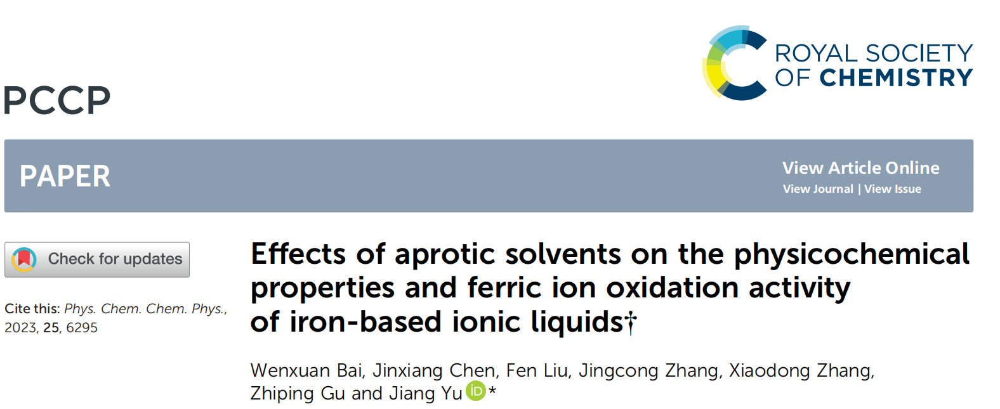 ROYAL SOCIETY
OF CHEMISTRY
PCCP
PAPER
View Article Online
View Journal | View Issue
Check for updates
Cite this: Phys. Chem. Chem. Phys.,
2023, 25, 6295
Effects of aprotic solvents on the physicochemical
properties and ferric ion oxidation activity
of iron-based ionic liquids†
Wenxuan Bai, Jinxiang Chen, Fen Liu, Jingcong Zhang, Xiaodong Zhang,
Zhiping Gu and Jiang Yu iD *